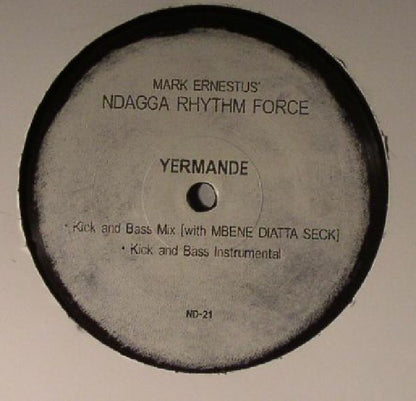 MARK ERNESTUS'
NDAGGA RHYTHM FORCE
YERMANDE
• Kick and Bass Mix [with MBENE DIATTA SECK]
• Kick and Bass Instrumental
ND-21